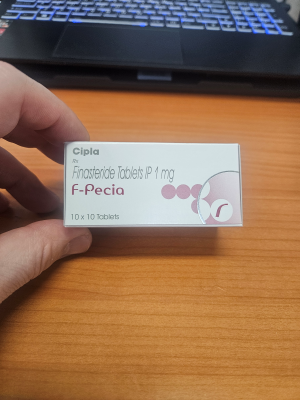 Cipla
Rx
Finasteride Tablets IP 1 mg
F-Pecia
10 x 10 Tablets